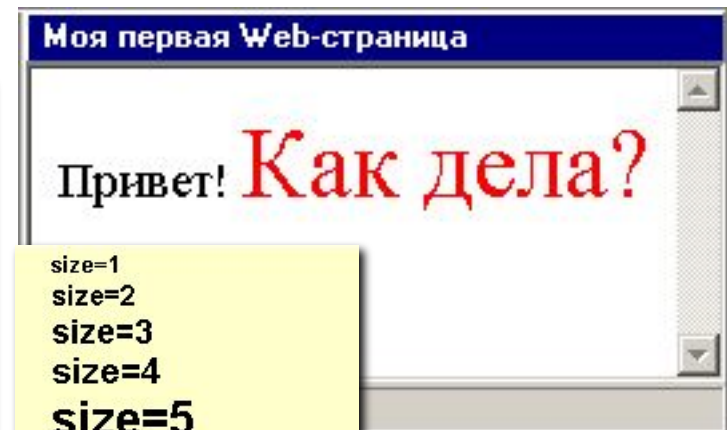 Моя первая Web-страница
Привет! Как дела?
size=1
size=2
size=3
size=4
size=5